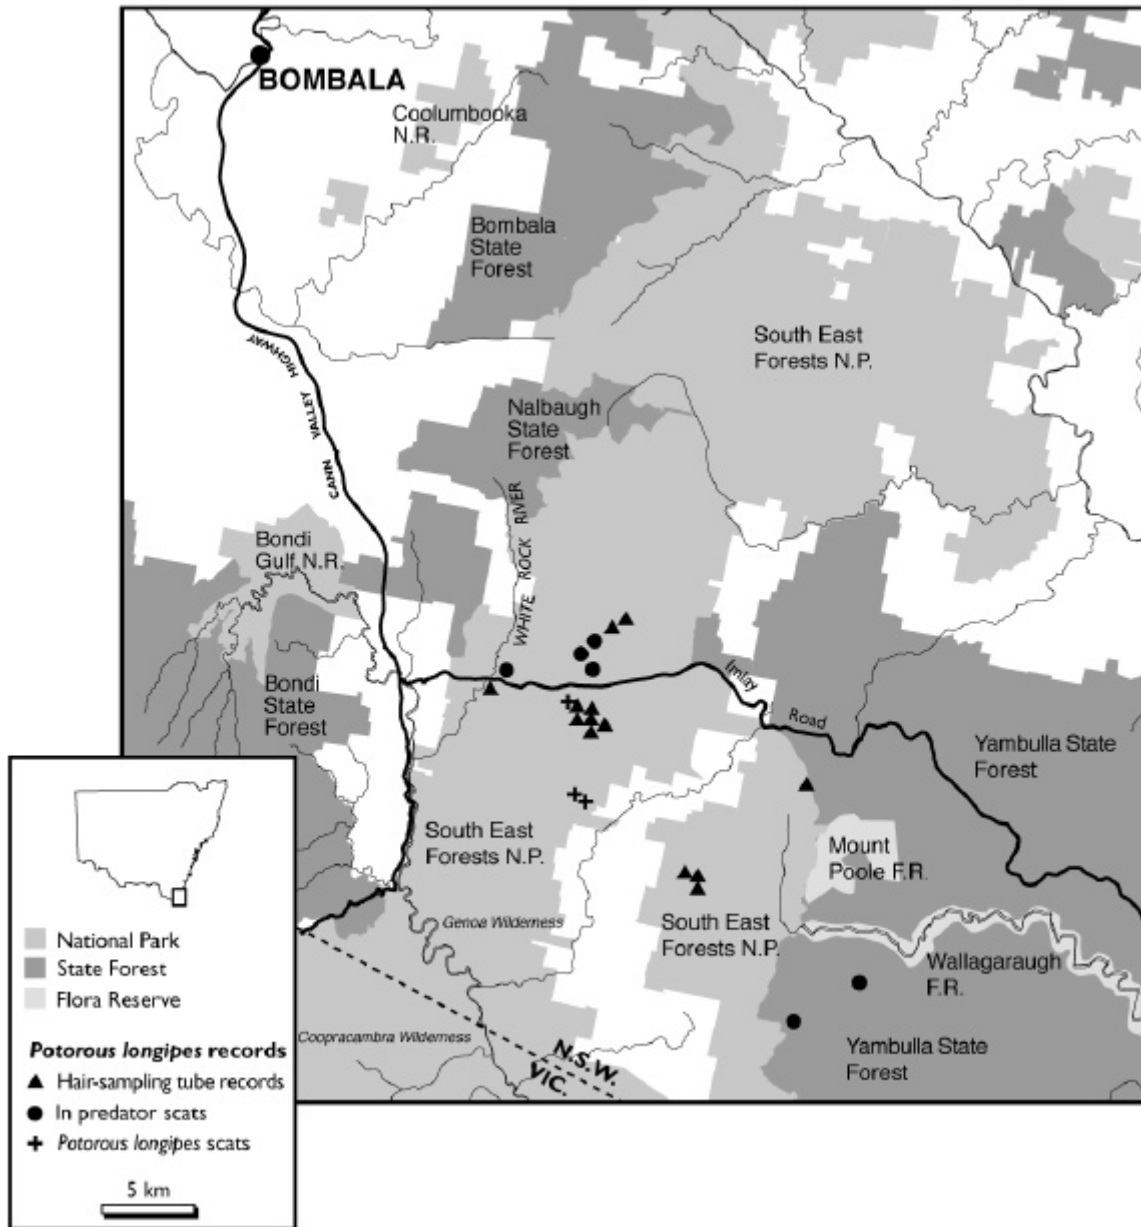 BOMBALA
Coolumbooka
N.R.
Bombala
State
Forest
South East
Forests N.P.
CANN VALLEY HIGHWAY
Nalbaugh
State
Forest
WHITE ROCK RIVER
Bondi
Gulf N.R.
Bondi
State
Forest
Imlay
Road
Yambulla State
Forest
South East
Forests N.P.
Mount
Poole F.R.
Genoa Wilderness
South East
Forests N.P.
Wallagaraugh
F.R.
Coopracambra Wilderness
N.S.W.
VIC.
Yambulla State
Forest
National Park
State Forest
Flora Reserve
Potorous longipes records
Hair-sampling tube records
In predator scats
Potorous longipes scats
5 km